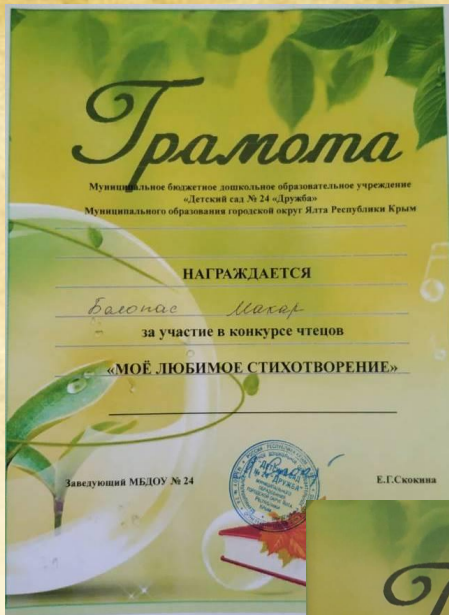 Грамота
Муниципальное бюджетное дошкольное образовательное учреждение
«Детский сад № 24 «Дружба»
Муниципального образования городской округ Ялта Республики Крым
НАГРАЖДАЕТСЯ
Балопас Макар
за участие в конкурсе чтецов
«МОЁ ЛЮБИМОЕ СТИХОТВОРЕНИЕ»
Заведующий МБДОУ № 24 Е.Г.Скокина